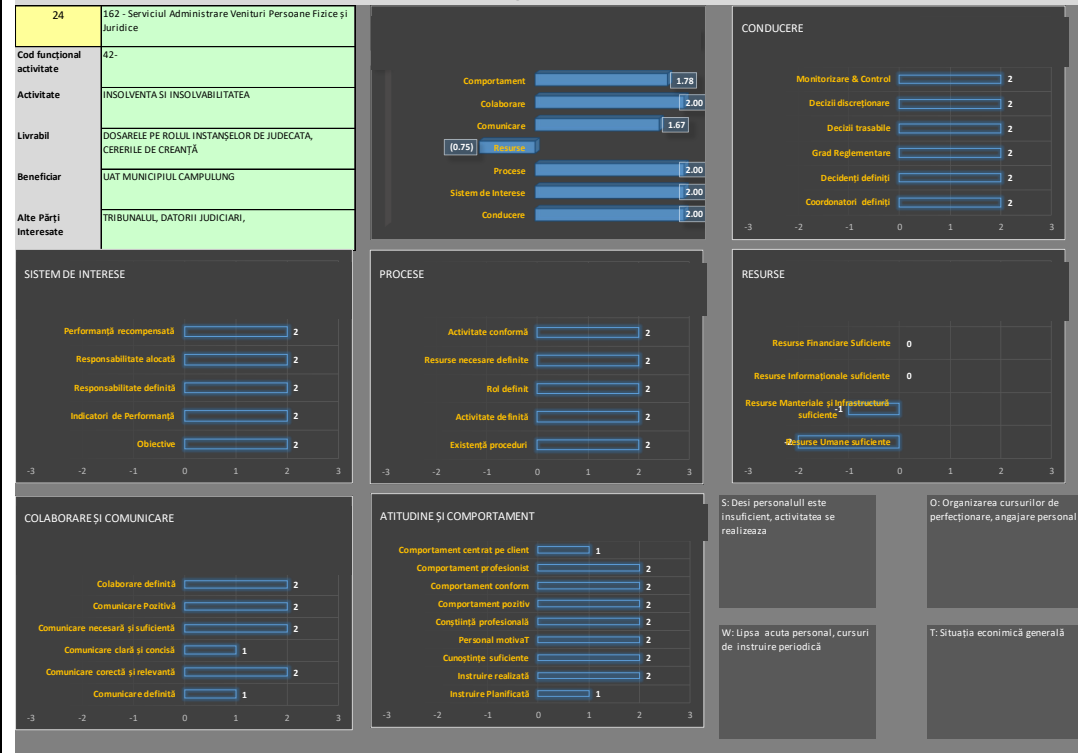 24
162 - Serviciul Administrare Venituri Persoane Fizice și
Juridice
Cod funcțional
activitate
42-
Activitate
INSOLVENTA SI INSOLVABILITATEA
Livrabil
DOSARELE PE ROLUL INSTANȘELOR DE JUDECATA,
CERERILE DE CREANȚĂ
Beneficiar
UAT MUNICIPIUL CAMPULUNG
Alte Părți
Interesate
TRIBUNALUL, DATORII JUDICIARI,
Comportament 1.78
Colaborare 2.00
Comunicare 1.67
(0.75) Resurse
Procese 2.00
Sistem de Interese 2.00
Conducere 2.00
CONDUCERE
Monitorizare & Control 2
Decizii discreționare 2
Decizii trasabile 2
Grad Reglementare 2
Decidenți definiți 2
Coordonatori definiți 2
-3 -2 -1 0 1 2 3
SISTEM DE INTERESE
Performanță recompensată 2
Responsabilitate alocată 2
Responsabilitate definită 2
Indicatori de Performanță 2
Obiective 2
-3 -2 -1 0 1 2 3
PROCESE
Activitate conformă 2
Resurse necesare definite 2
Rol definit 2
Activitate definită 2
Existență proceduri 2
-3 -2 -1 0 1 2 3
RESURSE
Resurse Financiare Suficiente 0
Resurse Informaționale suficiente 0
Resurse Manteriale și Infrastructură
suficiente -1
-2 Resurse Umane suficiente
-3 -2 -1 0 1 2 3
COLABORARE ȘI COMUNICARE
Colaborare definită 2
Comunicare Pozitivă 2
Comunicare necesară și suficientă 2
Comunicare clară și concisă 1
Comunicare corectă și relevantă 2
Comunicare definită 1
-3 -2 -1 0 1 2 3
ATITUDINE ȘI COMPORTAMENT
Comportament centrat pe client 1
Comportament profesionist 2
Comportament conform 2
Comportament pozitiv 2
Conștiință profesională 2
Personal motivaT 2
Cunoștințe suficiente 2
Instruire realizată 2
Instruire Planificată 1
-3 -2 -1 0 1 2 3
S: Desi personalull este
insuficient, activitatea se
realizeaza
O: Organizarea cursurilor de
perfecționare, angajare personal
W: Lipsa acuta personal, cursuri
de instruire periodică
T: Situația econimică generală